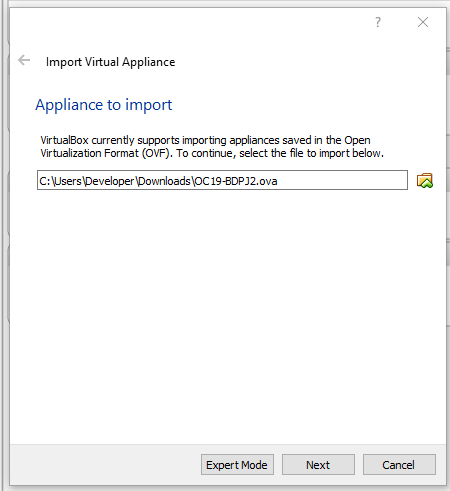 ?
Import Virtual Appliance
Appliance to import
VirtualBox currently supports importing appliances saved in the Open
Virtualization Format (OVF). To continue, select the file to import below.
C:\Users\Developer\Downloads\OC19-BDPJ2.ova
Expert Mode Next Cancel